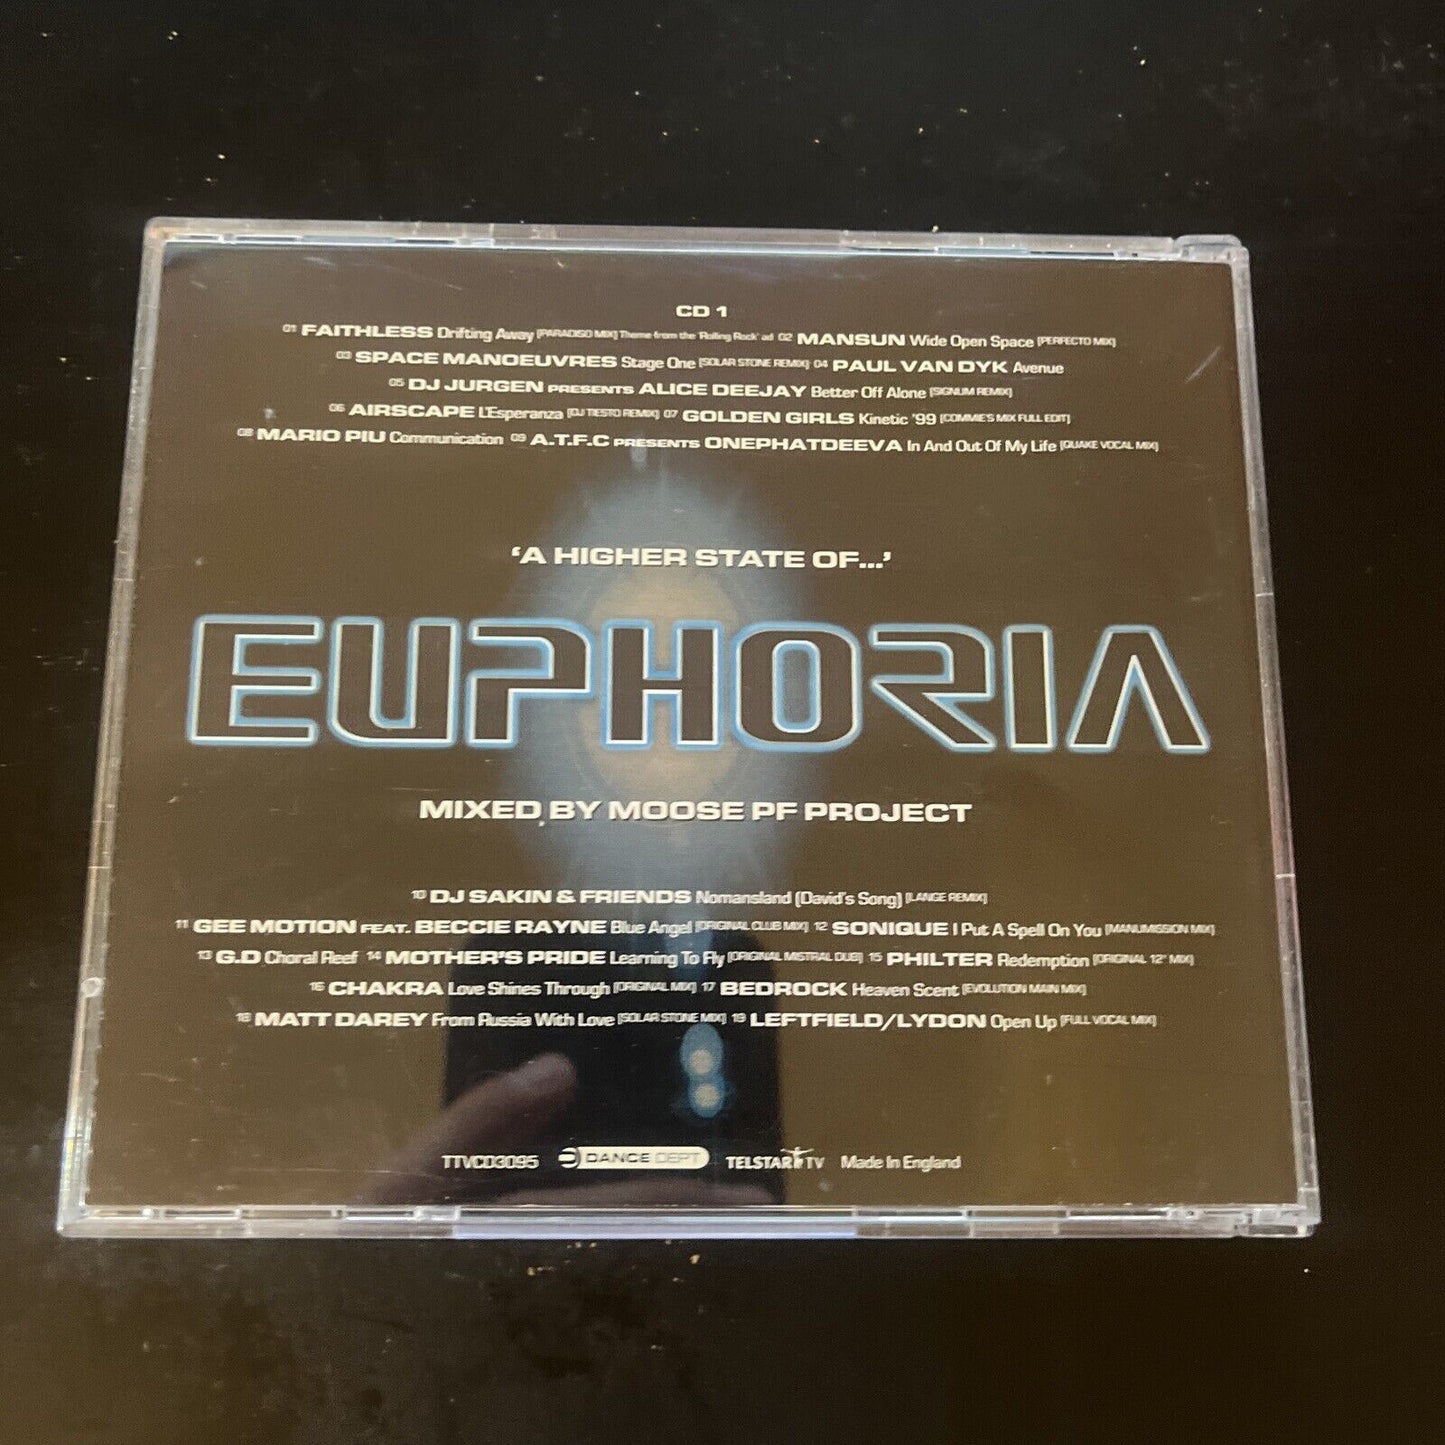 CD 1
01 FAITHLESS Drifting Away [PARADISO MIX] Theme from the 'Rolling Rock' ad 02 MANSUN Wide Open Space [PERFECTO MIX]
03 SPACE MANOEUVRES Stage One [SOLAR STONE REMIX] 04 PAUL VAN DYK Avenue
05 DJ JURGEN PRESENTS ALICE DEEJAY Better Off Alone [SIGNUM REMIX]
06 AIRSCAPE L'Esperanza [DJ TIESTO REMIX] 07 GOLDEN GIRLS Kinetic '99 [COMMIE'S MIX FULL EDIT]
08 MARIO PIU Communication 09 A.T.F.C PRESENTS ONEPHATDEEVA In And Out Of My Life [QUAKE VOCAL MIX]
'A HIGHER STATE OF...'
EUPHORIA
MIXED BY MOOSE PF PROJECT
10 DJ SAKIN & FRIENDS Nomansland (David's Song) [LANGE REMIX]
11 GEE MOTION FEAT. BECCIE RAYNE Blue Angel [ORIGINAL CLUB MIX] 12 SONIQUE I Put A Spell On You [MANUMISSION MIX]
13 G.D Choral Reef 14 MOTHER'S PRIDE Learning To Fly [ORIGINAL MISTRAL DUB] 15 PHILTER Redemption [ORIGINAL 12" MIX]
16 CHAKRA Love Shines Through [ORIGINAL MIX] 17 BEDROCK Heaven Scent [EVOLUTION MAIN MIX]
18 MATT DAREY From Russia With Love [SOLAR STONE MIX] 19 LEFTFIELD/LYDON Open Up [FULL VOCAL MIX]
TTVCD3095 DANCE DEPT TELSTAR TV Made In England